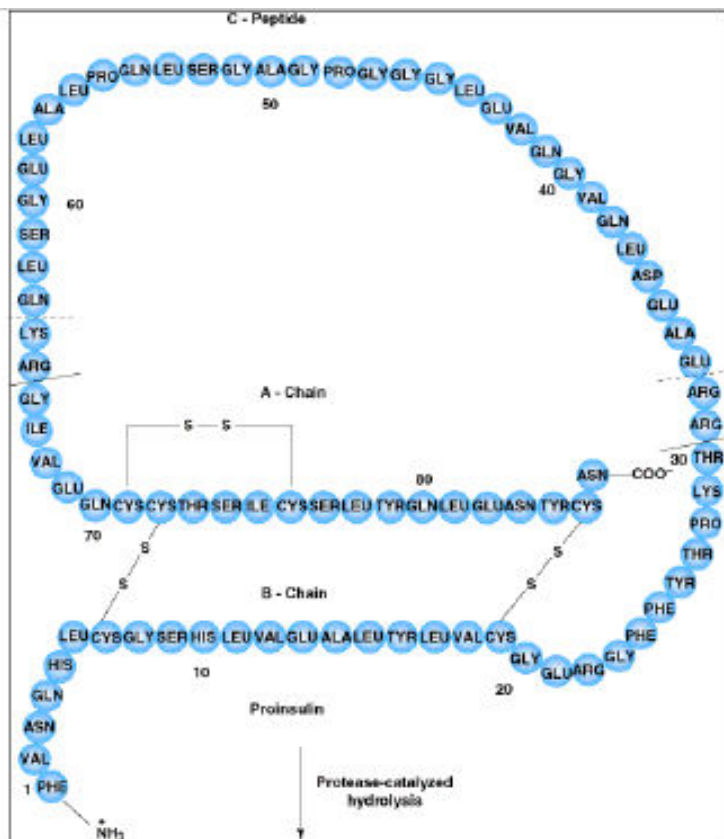 C - Peptide
PRO GLN LEU SER GLY ALA GLY PRO GLY GLY GLY LEU GLU VAL GLN GLY VAL GLN LEU ASP GLU ALA GLU ARG ARG THR LYS PRO THR TYR PHE PHE GLY ARG GLU GLY
LEU
ALA
LEU
GLU
GLY
SER
LEU
GLN
LYS
ARG
GLY
ILE
VAL
GLU
50
40
60
30
A - Chain
S S
80
ASN COO-
GLN CYS CYS THR SER ILE CYS SER LEU TYR GLN LEU GLU ASN TYR CYS
70
S S
S S
B - Chain
LEU CYS GLY SER HIS LEU VAL GLU ALA LEU TYR LEU VAL CYS
HIS
GLN
ASN
VAL
PHE
10
20
1
Proinsulin
Protease-catalyzed
hydrolysis
+
NH3